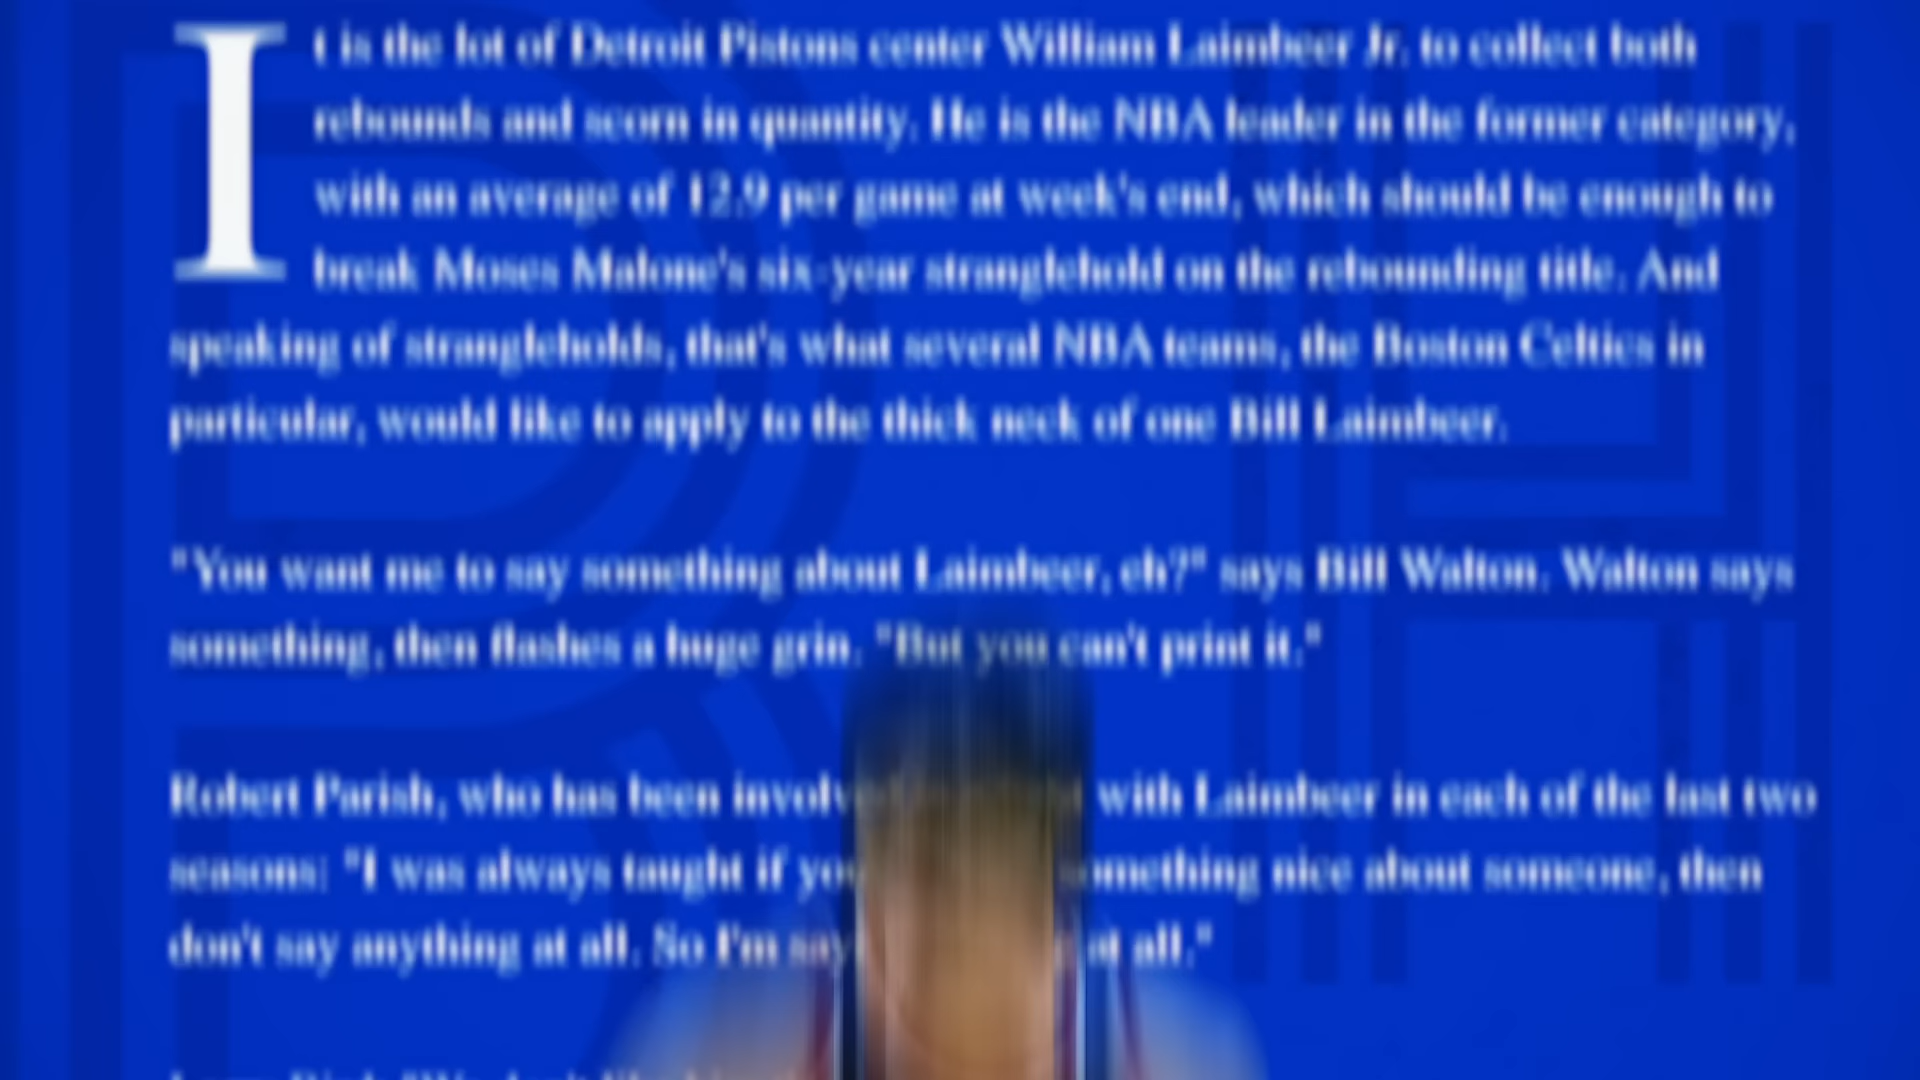 It is the lot of Detroit Pistons center William Laimbeer Jr. to collect both
rebounds and scorn in quantity. He is the NBA leader in the former category,
with an average of 12.9 per game at week's end, which should be enough to
break Moses Malone's six-year stranglehold on the rebounding title. And
speaking of strangleholds, that's what several NBA teams, the Boston Celtics in
particular, would like to apply to the thick neck of one Bill Laimbeer.
"You want me to say something about Laimbeer, eh?" says Bill Walton. Walton says
something, then flashes a huge grin. "But you can't print it."
Robert Parish, who has been with Laimbeer in each of the last two
seasons: "I was always taught if something nice about someone, then
don't say anything at all. So I'm at all."